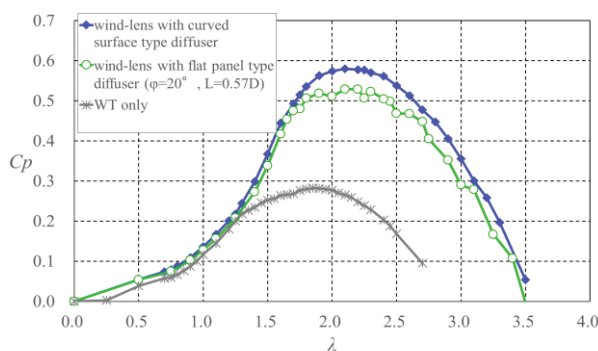 0.7
wind-lens with curved
surface type diffuser
wind-lens with flat panel type
diffuser (φ=20°, L=0.57D)
WT only
0.6
0.5
0.4
Cp
0.3
0.2
0.1
0.0
0.0 0.5 1.0 1.5 2.0 2.5 3.0 3.5 4.0
λ